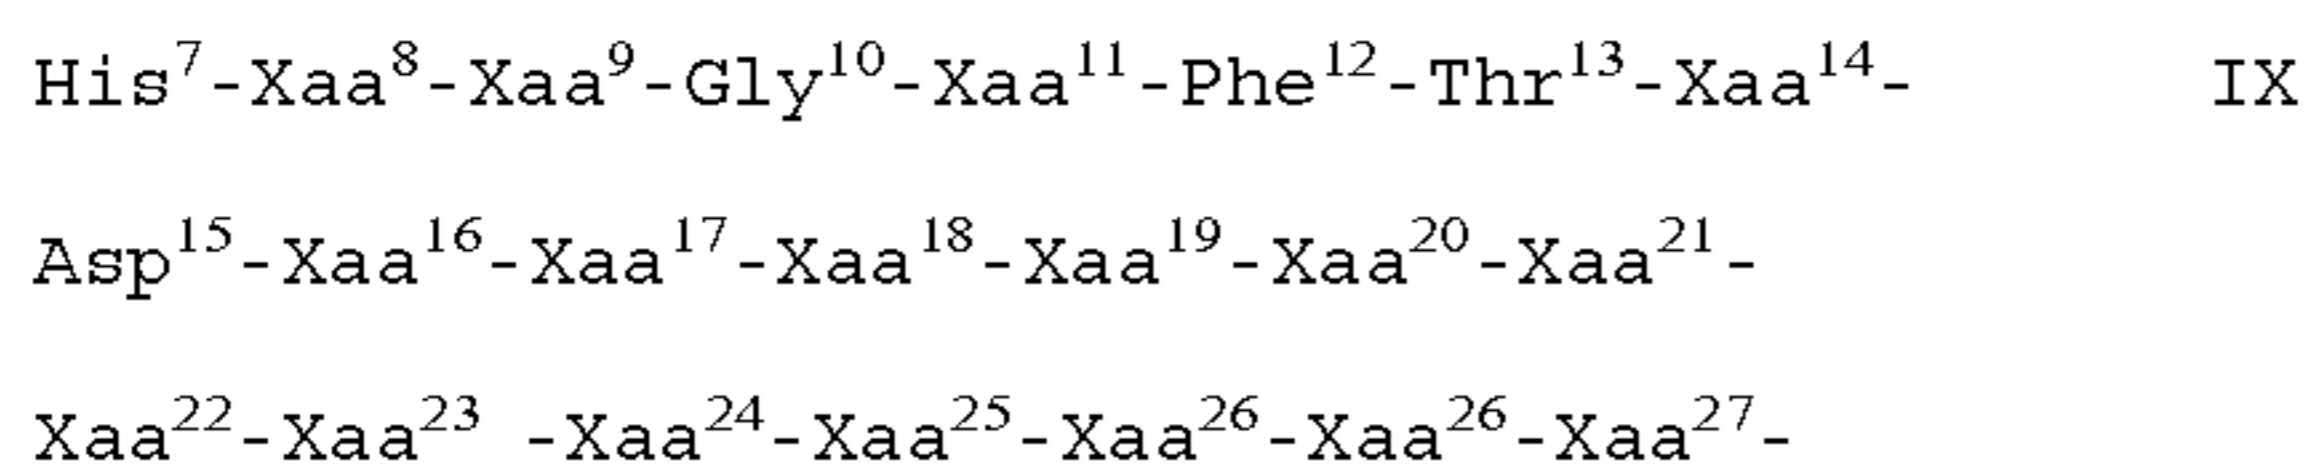 His⁷-Xaa⁸-Xaa⁹-Gly¹⁰-Xaa¹¹-Phe¹²-Thr¹³-Xaa¹⁴- IX
Asp¹⁵-Xaa¹⁶-Xaa¹⁷-Xaa¹⁸-Xaa¹⁹-Xaa²⁰-Xaa²¹-
Xaa²²-Xaa²³ -Xaa²⁴-Xaa²⁵-Xaa²⁶-Xaa²⁶-Xaa²⁷-